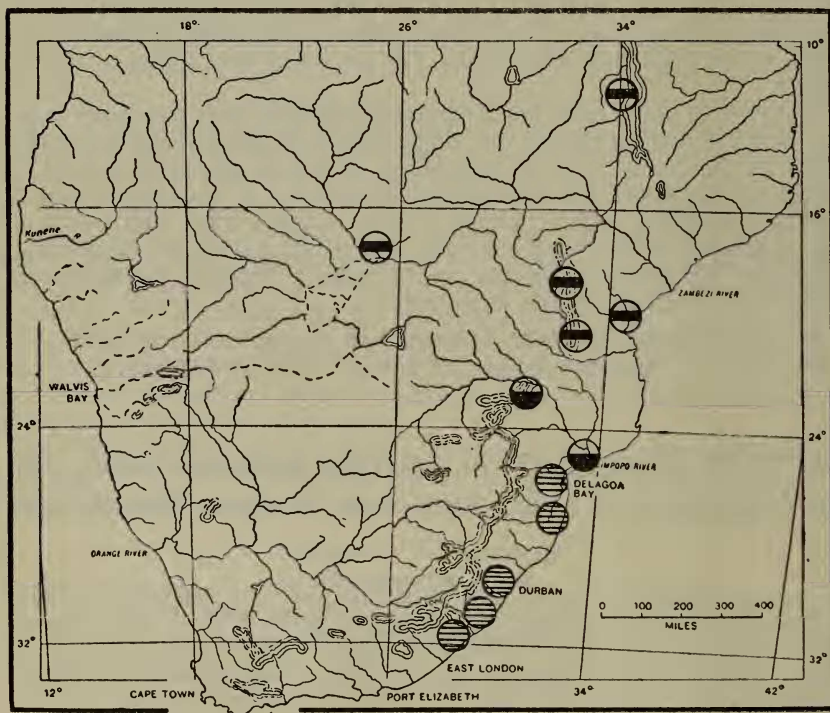 18° 26° 34°
10°
16°
Kunene
ZAMBEZI RIVER
WALVIS
BAY
24° 24°
IMPOPO RIVER
DELAGOA
BAY
ORANGE RIVER
DURBAN
0 100 200 300 400
MILES
32° 32°
EAST LONDON
12° CAPE TOWN PORT ELIZABETH 34° 42°